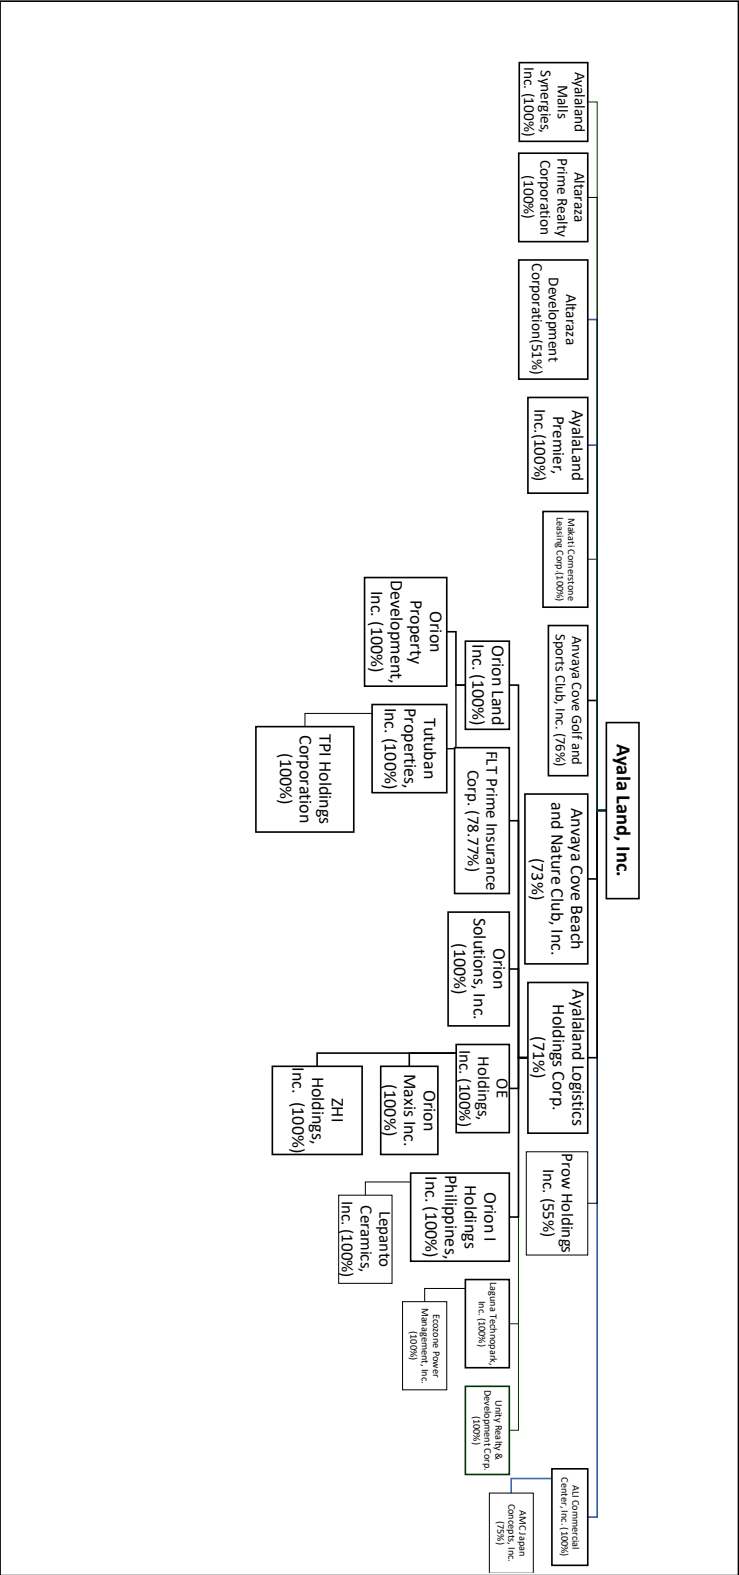 Ayala Land, Inc.
Ayalaland
Malls
Synergies,
Inc. (100%)
Altaraza
Prime Realty
Corporation
(100%)
Altaraza
Development
Corporation(51%)
AyalaLand
Premier,
Inc.(100%)
Makati Cornerstone
Leasing Corp.(100%)
Anvaya Cove Golf and
Sports Club, Inc. (76%)
Anvaya Cove Beach
and Nature Club, Inc.
(73%)
Ayalaland Logistics
Holdings Corp.
(71%)
Prow Holdings
Inc. (55%)
ALI Commercial
Center, Inc. (100%)
AMC Japan
Concepts, Inc.
(75%)
Orion Land
Inc. (100%)
FLT Prime Insurance
Corp. (78.77%)
Orion
Solutions, Inc.
(100%)
OE
Holdings,
Inc. (100%)
Orion I
Holdings
Philippines,
Inc. (100%)
Laguna Technopark,
Inc. (100%)
Unity Realty &
Development Corp.
(100%)
Orion
Property
Development,
Inc. (100%)
Tutuban
Properties,
Inc. (100%)
Orion
Maxis Inc.
(100%)
Lepanto
Ceramics,
Inc. (100%)
Ecozone Power
Management, Inc.
(100%)
TPI Holdings
Corporation
(100%)
ZHI
Holdings,
Inc. (100%)